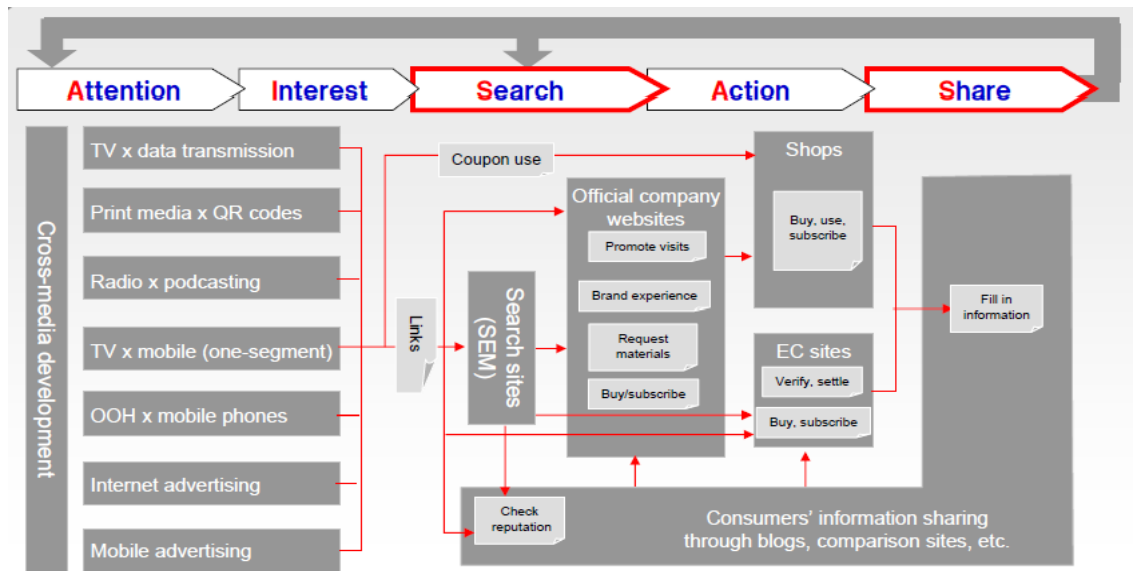 Attention
Interest
Search
Action
Share
Cross-media development
TV x data transmission
Print media x QR codes
Radio x podcasting
TV x mobile (one-segment)
OOH x mobile phones
Internet advertising
Mobile advertising
Coupon use
Links
Search sites
(SEM)
Official company
websites
Promote visits
Brand experience
Request
materials
Buy/subscribe
Shops
Buy, use,
subscribe
EC sites
Verify, settle
Buy, subscribe
Fill in
information
Check
reputation
Consumers' information sharing
through blogs, comparison sites, etc.